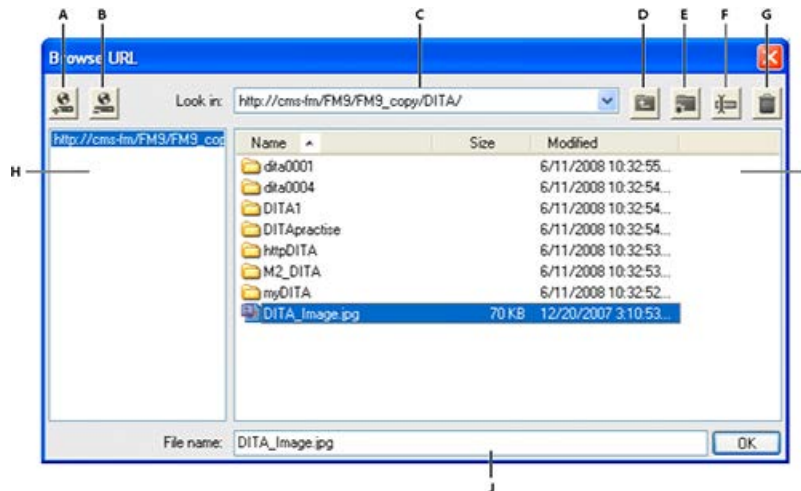 A B C D E F G
Browse URL
Look in: http://cms-fm/FM9/FM9_copy/DITA/
http://cms-fm/FM9/FM9_cop
Name Size Modified
dita0001 6/11/2008 10:32:55...
dita0004 6/11/2008 10:32:54...
DITA1 6/11/2008 10:32:54...
DITApractise 6/11/2008 10:32:54...
httpDITA 6/11/2008 10:32:53...
M2_DITA 6/11/2008 10:32:53...
myDITA 6/11/2008 10:32:52...
DITA_Image.jpg 70 KB 12/20/2007 3:10:53...
H
File name: DITA_Image.jpg OK
J